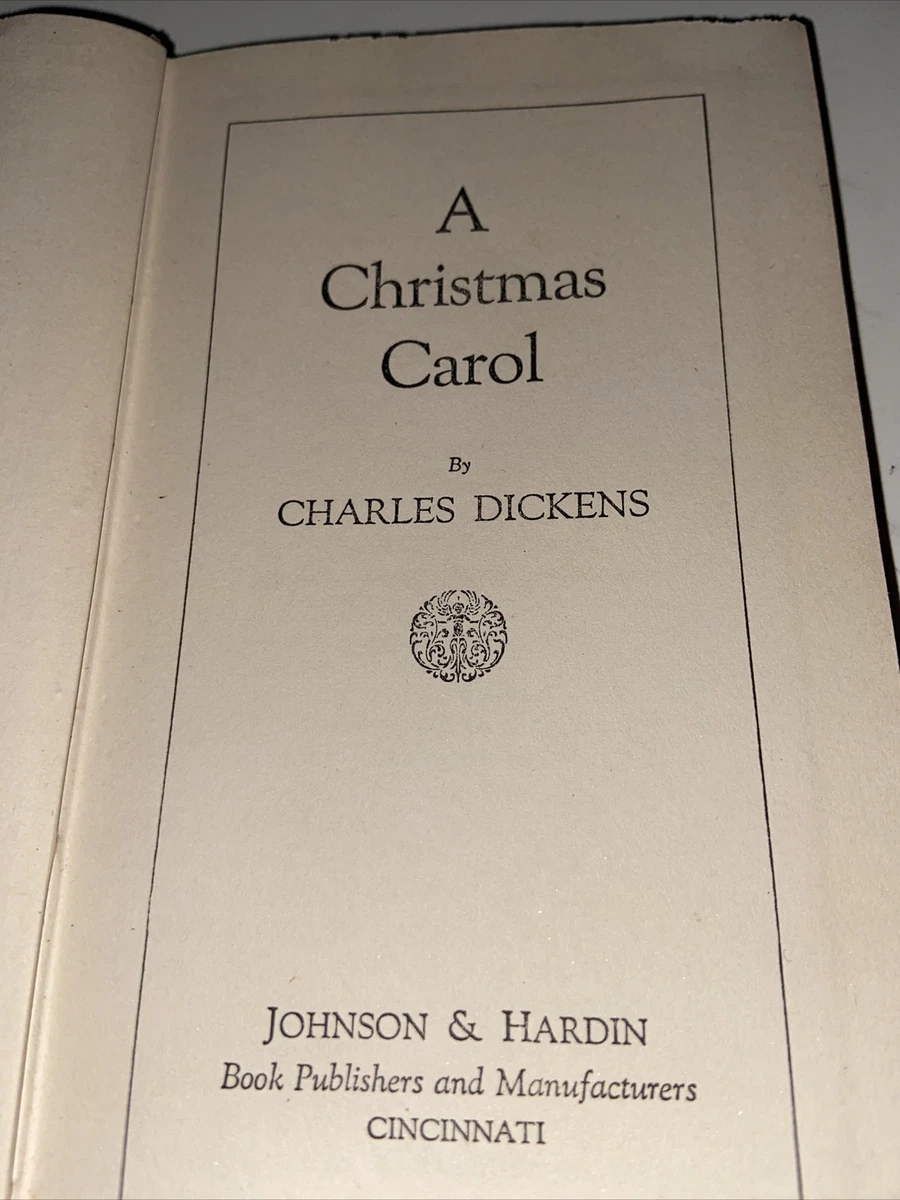 A
Christmas
Carol
By
CHARLES DICKENS
JOHNSON & HARDIN
Book Publishers and Manufacturers
CINCINNATI